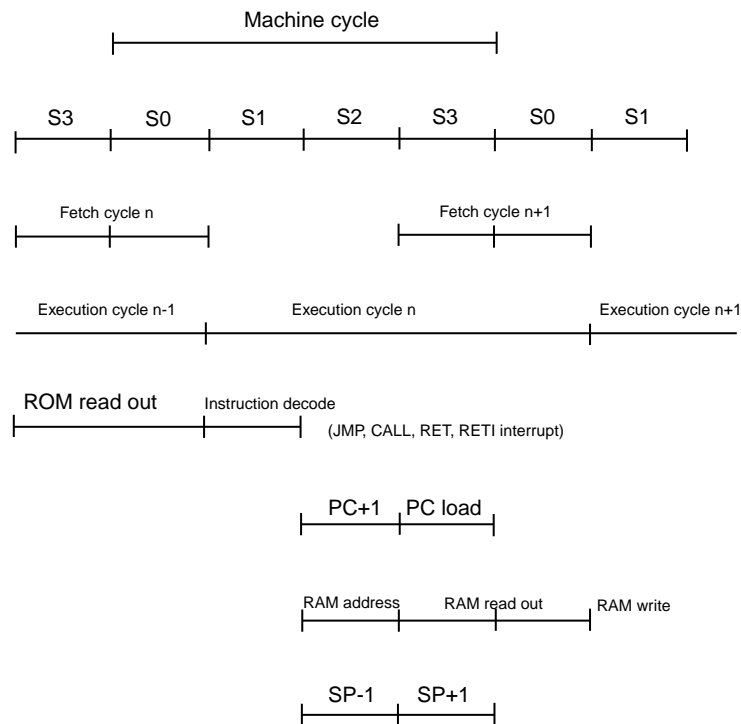 Machine cycle
S3 S0 S1 S2 S3 S0 S1
Fetch cycle n Fetch cycle n+1
Execution cycle n-1 Execution cycle n Execution cycle n+1
ROM read out Instruction decode
(JMP, CALL, RET, RETI interrupt)
PC+1 PC load
RAM address RAM read out RAM write
SP-1 SP+1